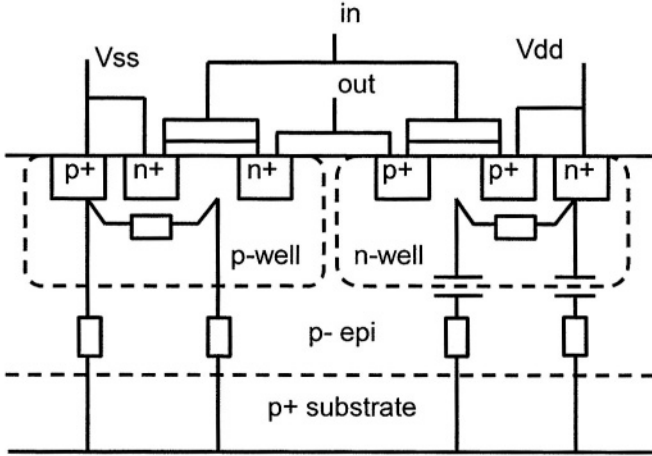 in
Vss
Vdd
out
p+ n+ n+ p+ p+ n+
p-well n-well
p- epi
p+ substrate